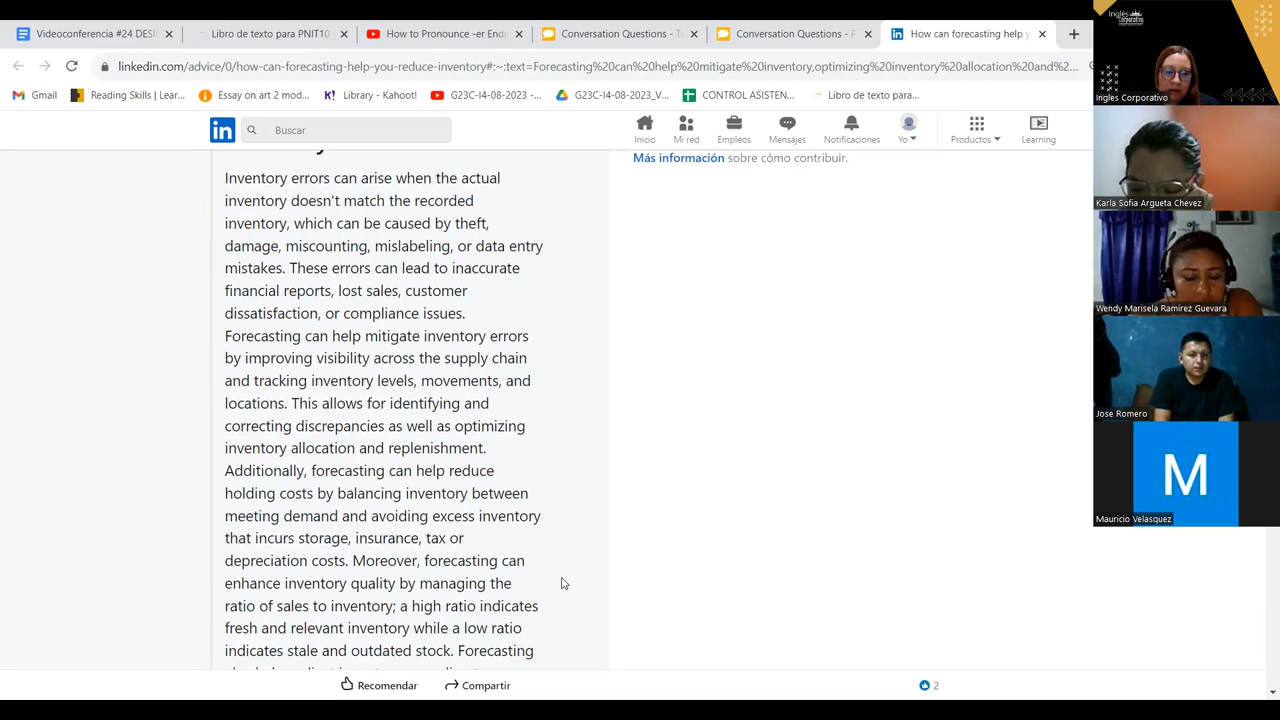 Videoconferencia #24 DESI
Libro de texto para PNIT10
How to Pronounce -er Endi
Conversation Questions - Te
Conversation Questions - P
How can forecasting help y
linkedin.com/advice/0/how-can-forecasting-help-you-reduce-inventory#:~:text=Forecasting%20can%20help%20mitigate%20inventory,optimizing%20inventory%20allocation%20and%...
Gmail
Reading Skills | Lear...
Essay on art 2 mod...
Library - Kano...
G23C-I4-08-2023_V...
CONTROL ASISTEN...
Libro de texto para...
in
Buscar
Inicio
Mi red
Empleos
Mensajes
Notificaciones
Yo
Productos
Learning
Más información sobre cómo contribuir.
Inventory errors can arise when the actual
inventory doesn't match the recorded
inventory, which can be caused by theft,
damage, miscounting, mislabeling, or data entry
mistakes. These errors can lead to inaccurate
financial reports, lost sales, customer
dissatisfaction, or compliance issues.
Forecasting can help mitigate inventory errors
by improving visibility across the supply chain
and tracking inventory levels, movements, and
locations. This allows for identifying and
correcting discrepancies as well as optimizing
inventory allocation and replenishment.
Additionally, forecasting can help reduce
holding costs by balancing inventory between
meeting demand and avoiding excess inventory
that incurs storage, insurance, tax or
depreciation costs. Moreover, forecasting can
enhance inventory quality by managing the
ratio of sales to inventory; a high ratio indicates
fresh and relevant inventory while a low ratio
indicates stale and outdated stock. Forecasting
Recomendar
Compartir
2
Inglés
Corporativo
Ingles Corporativo
Karla Sofia Argueta Chevez
Wendy Marisela Ramirez Guevara
Jose Romero
M
Mauricio Velasquez